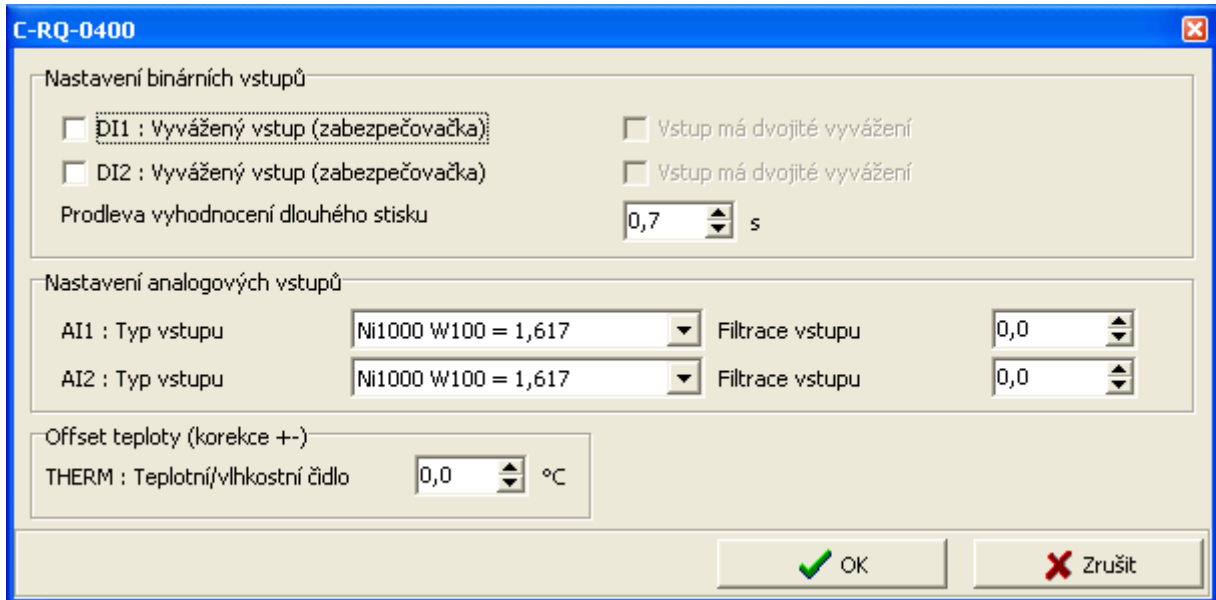 C-RQ-0400
Nastavení binárních vstupů
DI1 : Vyvážený vstup (zabezpečovačka) Vstup má dvojité vyvážení
DI2 : Vyvážený vstup (zabezpečovačka) Vstup má dvojité vyvážení
Prodleva vyhodnocení dlouhého stisku 0,7 s
Nastavení analogových vstupů
AI1 : Typ vstupu Ni1000 W100 = 1,617 Filtrace vstupu 0,0
AI2 : Typ vstupu Ni1000 W100 = 1,617 Filtrace vstupu 0,0
Offset teploty (korekce +-)
THERM : Teplotní/vlhkostní čidlo 0,0 °C
OK Zrušit